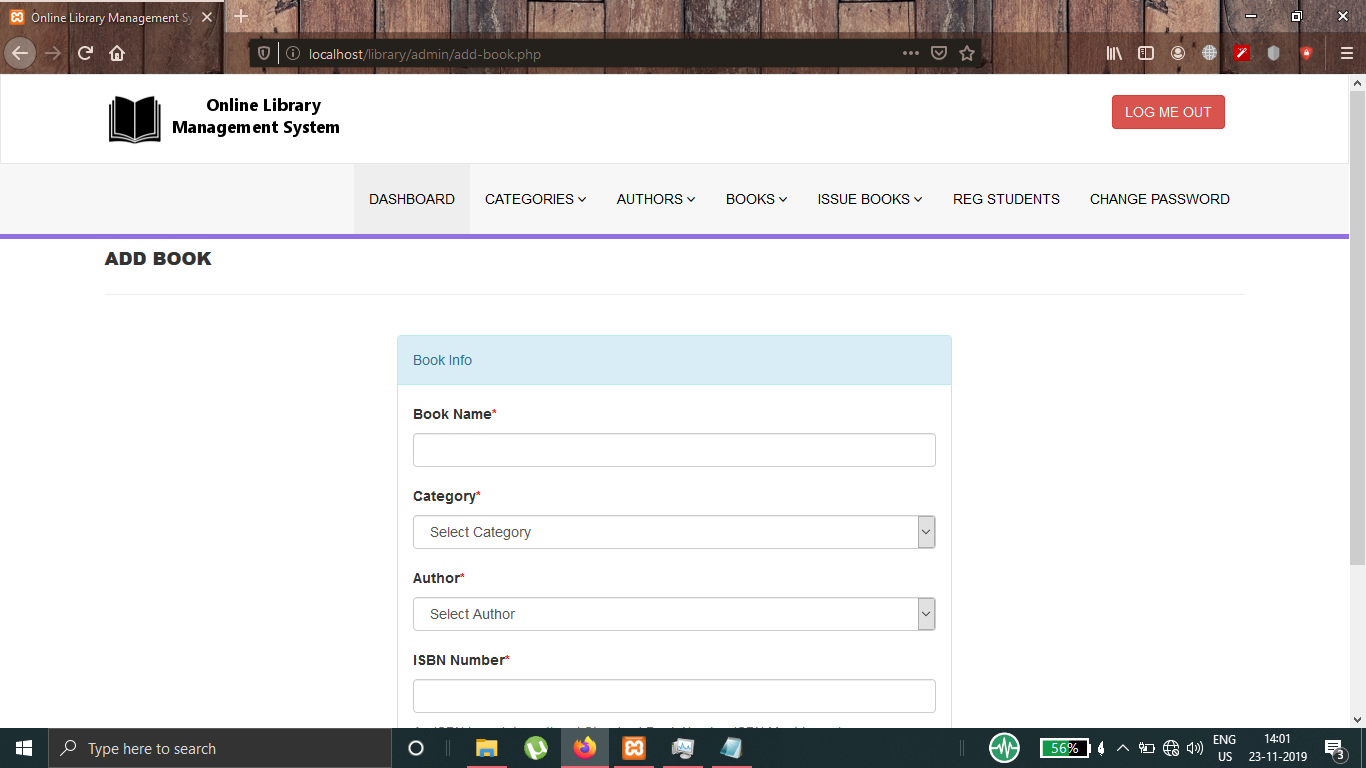 Online Library Management Sy
localhost/library/admin/add-book.php
Online Library
Management System
LOG ME OUT
DASHBOARD CATEGORIES AUTHORS BOOKS ISSUE BOOKS REG STUDENTS CHANGE PASSWORD
ADD BOOK
Book Info
Book Name*
Category*
Select Category
Author*
Select Author
ISBN Number*
Type here to search
56%
ENG
US
14:01
23-11-2019
3